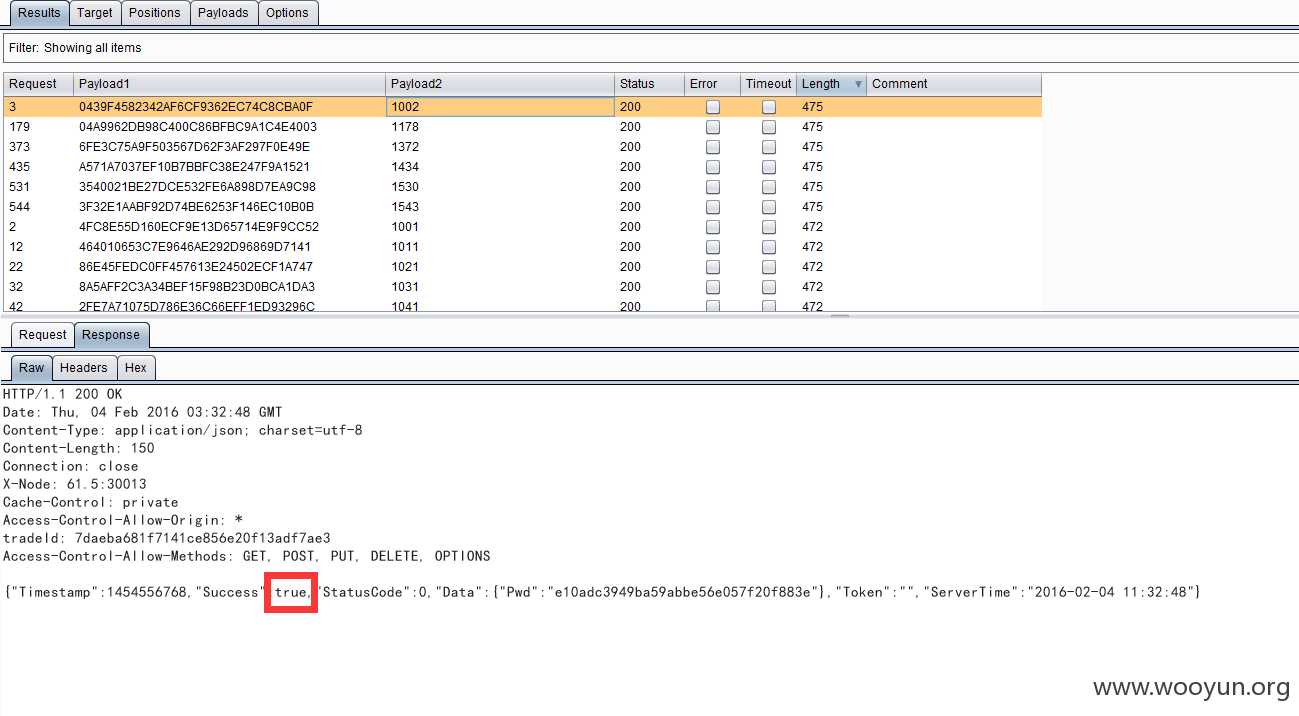 Results Target Positions Payloads Options
Filter: Showing all items
Request Payload1 Payload2 Status Error Timeout Length Comment
3 0439F4582342AF6CF9362EC74C8CBA0F 1002 200 475
179 04A9962DB98C400C86BFBC9A1C4E4003 1178 200 475
373 6FE3C75A9F503567D62F3AF297F0E49E 1372 200 475
435 A571A7037EF10B7BBFC38E247F9A1521 1434 200 475
531 3540021BE27DCE532FE6A898D7EA9C98 1530 200 475
544 3F32E1AABF92D74BE6253F146EC10B0B 1543 200 475
2 4FC8E55D160ECF9E13D65714E9F9CC52 1001 200 472
12 464010653C7E9646AE292D96869D7141 1011 200 472
22 86E45FEDC0FF457613E24502ECF1A747 1021 200 472
32 8A5AFF2C3A34BEF15F98B23D0BCA1DA3 1031 200 472
42 2FE7A71075D786E36C66EFF1ED93296C 1041 200 472
Request Response
Raw Headers Hex
HTTP/1.1 200 OK
Date: Thu, 04 Feb 2016 03:32:48 GMT
Content-Type: application/json; charset=utf-8
Content-Length: 150
Connection: close
X-Node: 61.5:30013
Cache-Control: private
Access-Control-Allow-Origin: *
tradeId: 7daeba681f7141ce856e20f13adf7ae3
Access-Control-Allow-Methods: GET, POST, PUT, DELETE, OPTIONS
{"Timestamp":1454556768,"Success":true,"StatusCode":0,"Data":{"Pwd":"e10adc3949ba59abbe56e057f20f883e"},"Token":"","ServerTime":"2016-02-04 11:32:48"}
www.wooyun.org